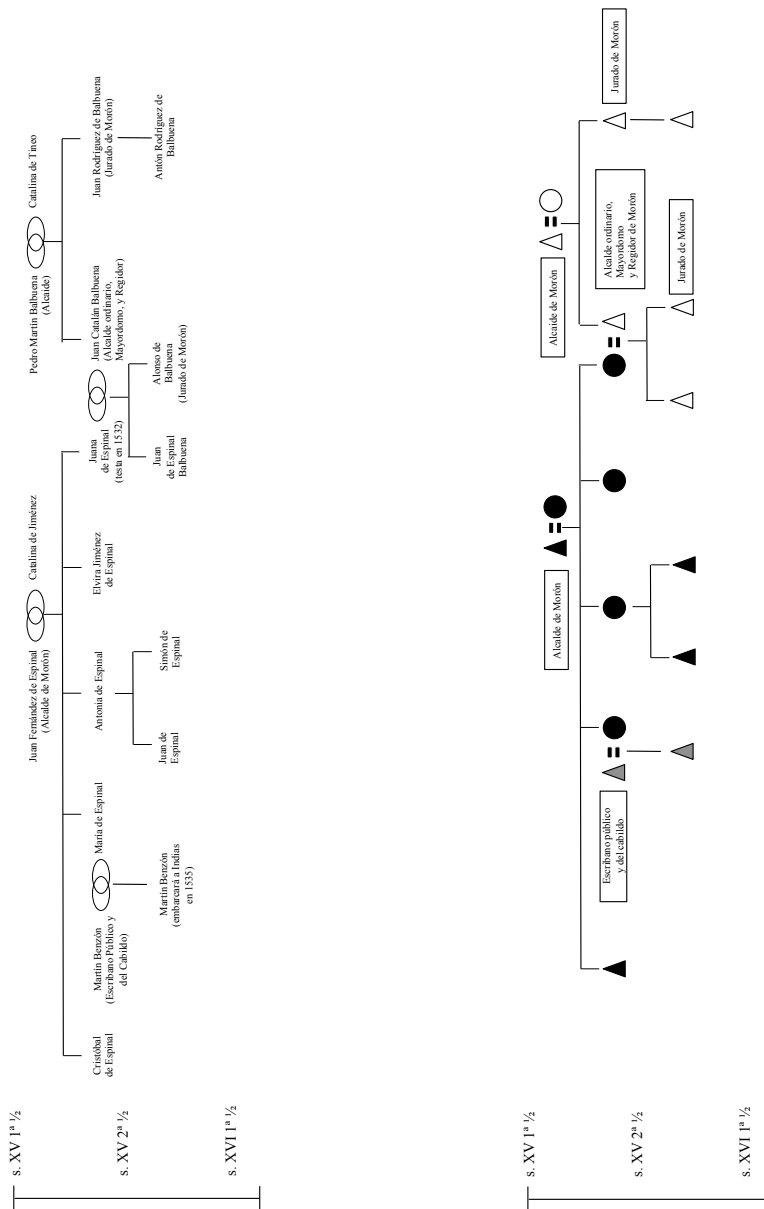 s. XV 1ª ½
s. XV 2ª ½
s. XVI 1ª ½
Juan Fernández de Espinal
(Alcalde de Morón)
Catalina de Jiménez
Pedro Martín Balbuena
(Alcaide)
Catalina de Tineo
Cristóbal
de Espinal
Martín Benzón
(Escribano Público y
del Cabildo)
María de Espinal
Antonia de Espinal
Elvira Jiménez
de Espinal
Juana
de Espinal
(testa en 1532)
Juan Catalán Balbuena
(Alcalde ordinario,
Mayordomo, y Regidor)
Juan Rodríguez de Balbuena
(Jurado de Morón)
Martín Benzón
(embarcará a Indias
en 1535)
Juan de
Espinal
Simón de
Espinal
Juan
de Espinal
Balbuena
Alonso de
Balbuena
(Jurado de Morón)
Antón Rodríguez de
Balbuena
s. XV 1ª ½
s. XV 2ª ½
s. XVI 1ª ½
Alcalde de Morón
Alcaide de Morón
Escribano público
y del cabildo
Alcalde ordinario,
Mayordomo
y Regidor de Morón
Jurado de Morón
Jurado de Morón